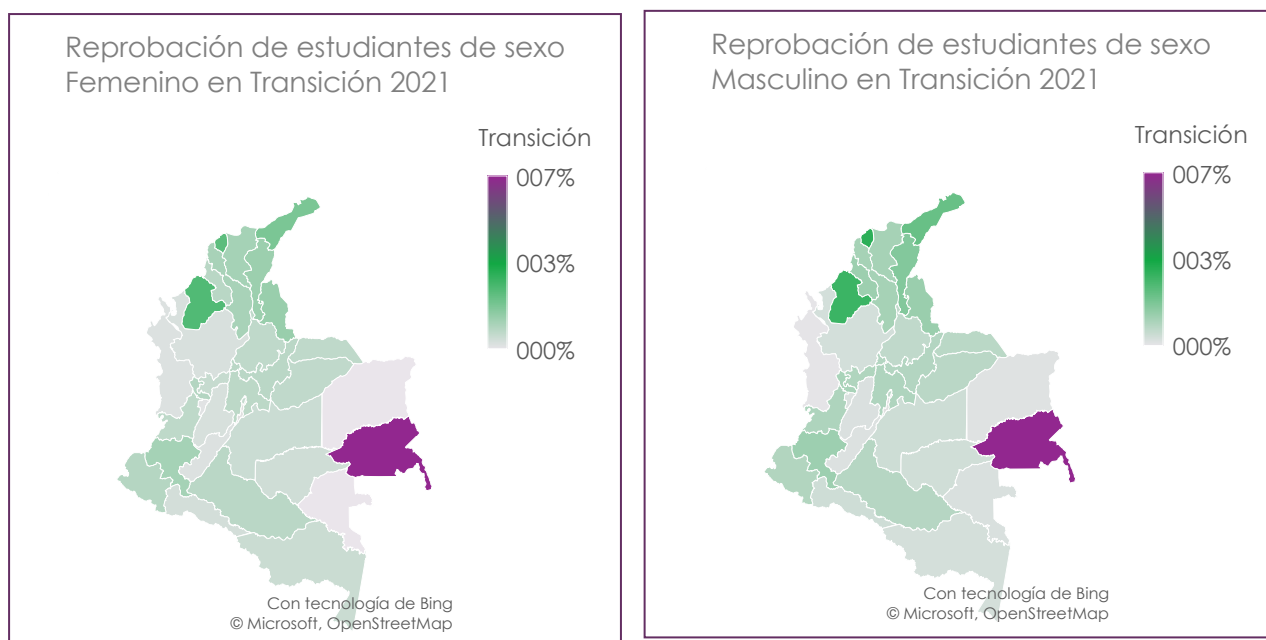 Reprobación de estudiantes de sexo
Femenino en Transición 2021
Transición
007%
003%
000%
Con tecnología de Bing
© Microsoft, OpenStreetMap
Reprobación de estudiantes de sexo
Masculino en Transición 2021
Transición
007%
003%
000%
Con tecnología de Bing
© Microsoft, OpenStreetMap